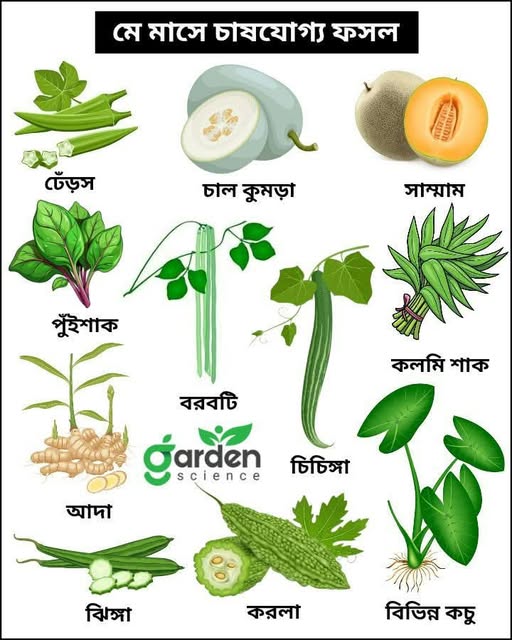 মে মাসে চাষযোগ্য ফসল
ঢেঁড়স
চাল কুমড়া
সাম্মাম
পুঁইশাক
বরবটি
চিচিঙ্গা
কলমি শাক
আদা
garden
science
ঝিঙ্গা
করলা
বিভিন্ন কচু